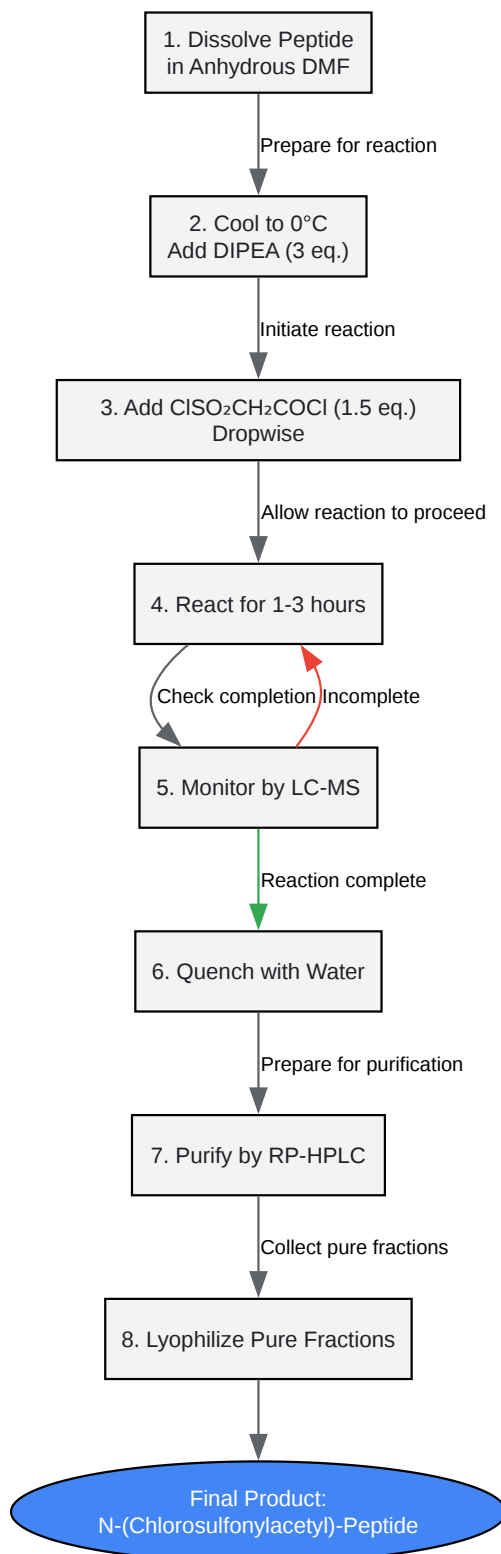 1. Dissolve Peptide
in Anhydrous DMF
Prepare for reaction
2. Cool to 0°C
Add DIPEA (3 eq.)
Initiate reaction
3. Add ClSO₂CH₂COCl (1.5 eq.)
Dropwise
Allow reaction to proceed
4. React for 1-3 hours
Check completion
Incomplete
5. Monitor by LC-MS
Reaction complete
6. Quench with Water
Prepare for purification
7. Purify by RP-HPLC
Collect pure fractions
8. Lyophilize Pure Fractions
Final Product:
N-(Chlorosulfonylacetyl)-Peptide